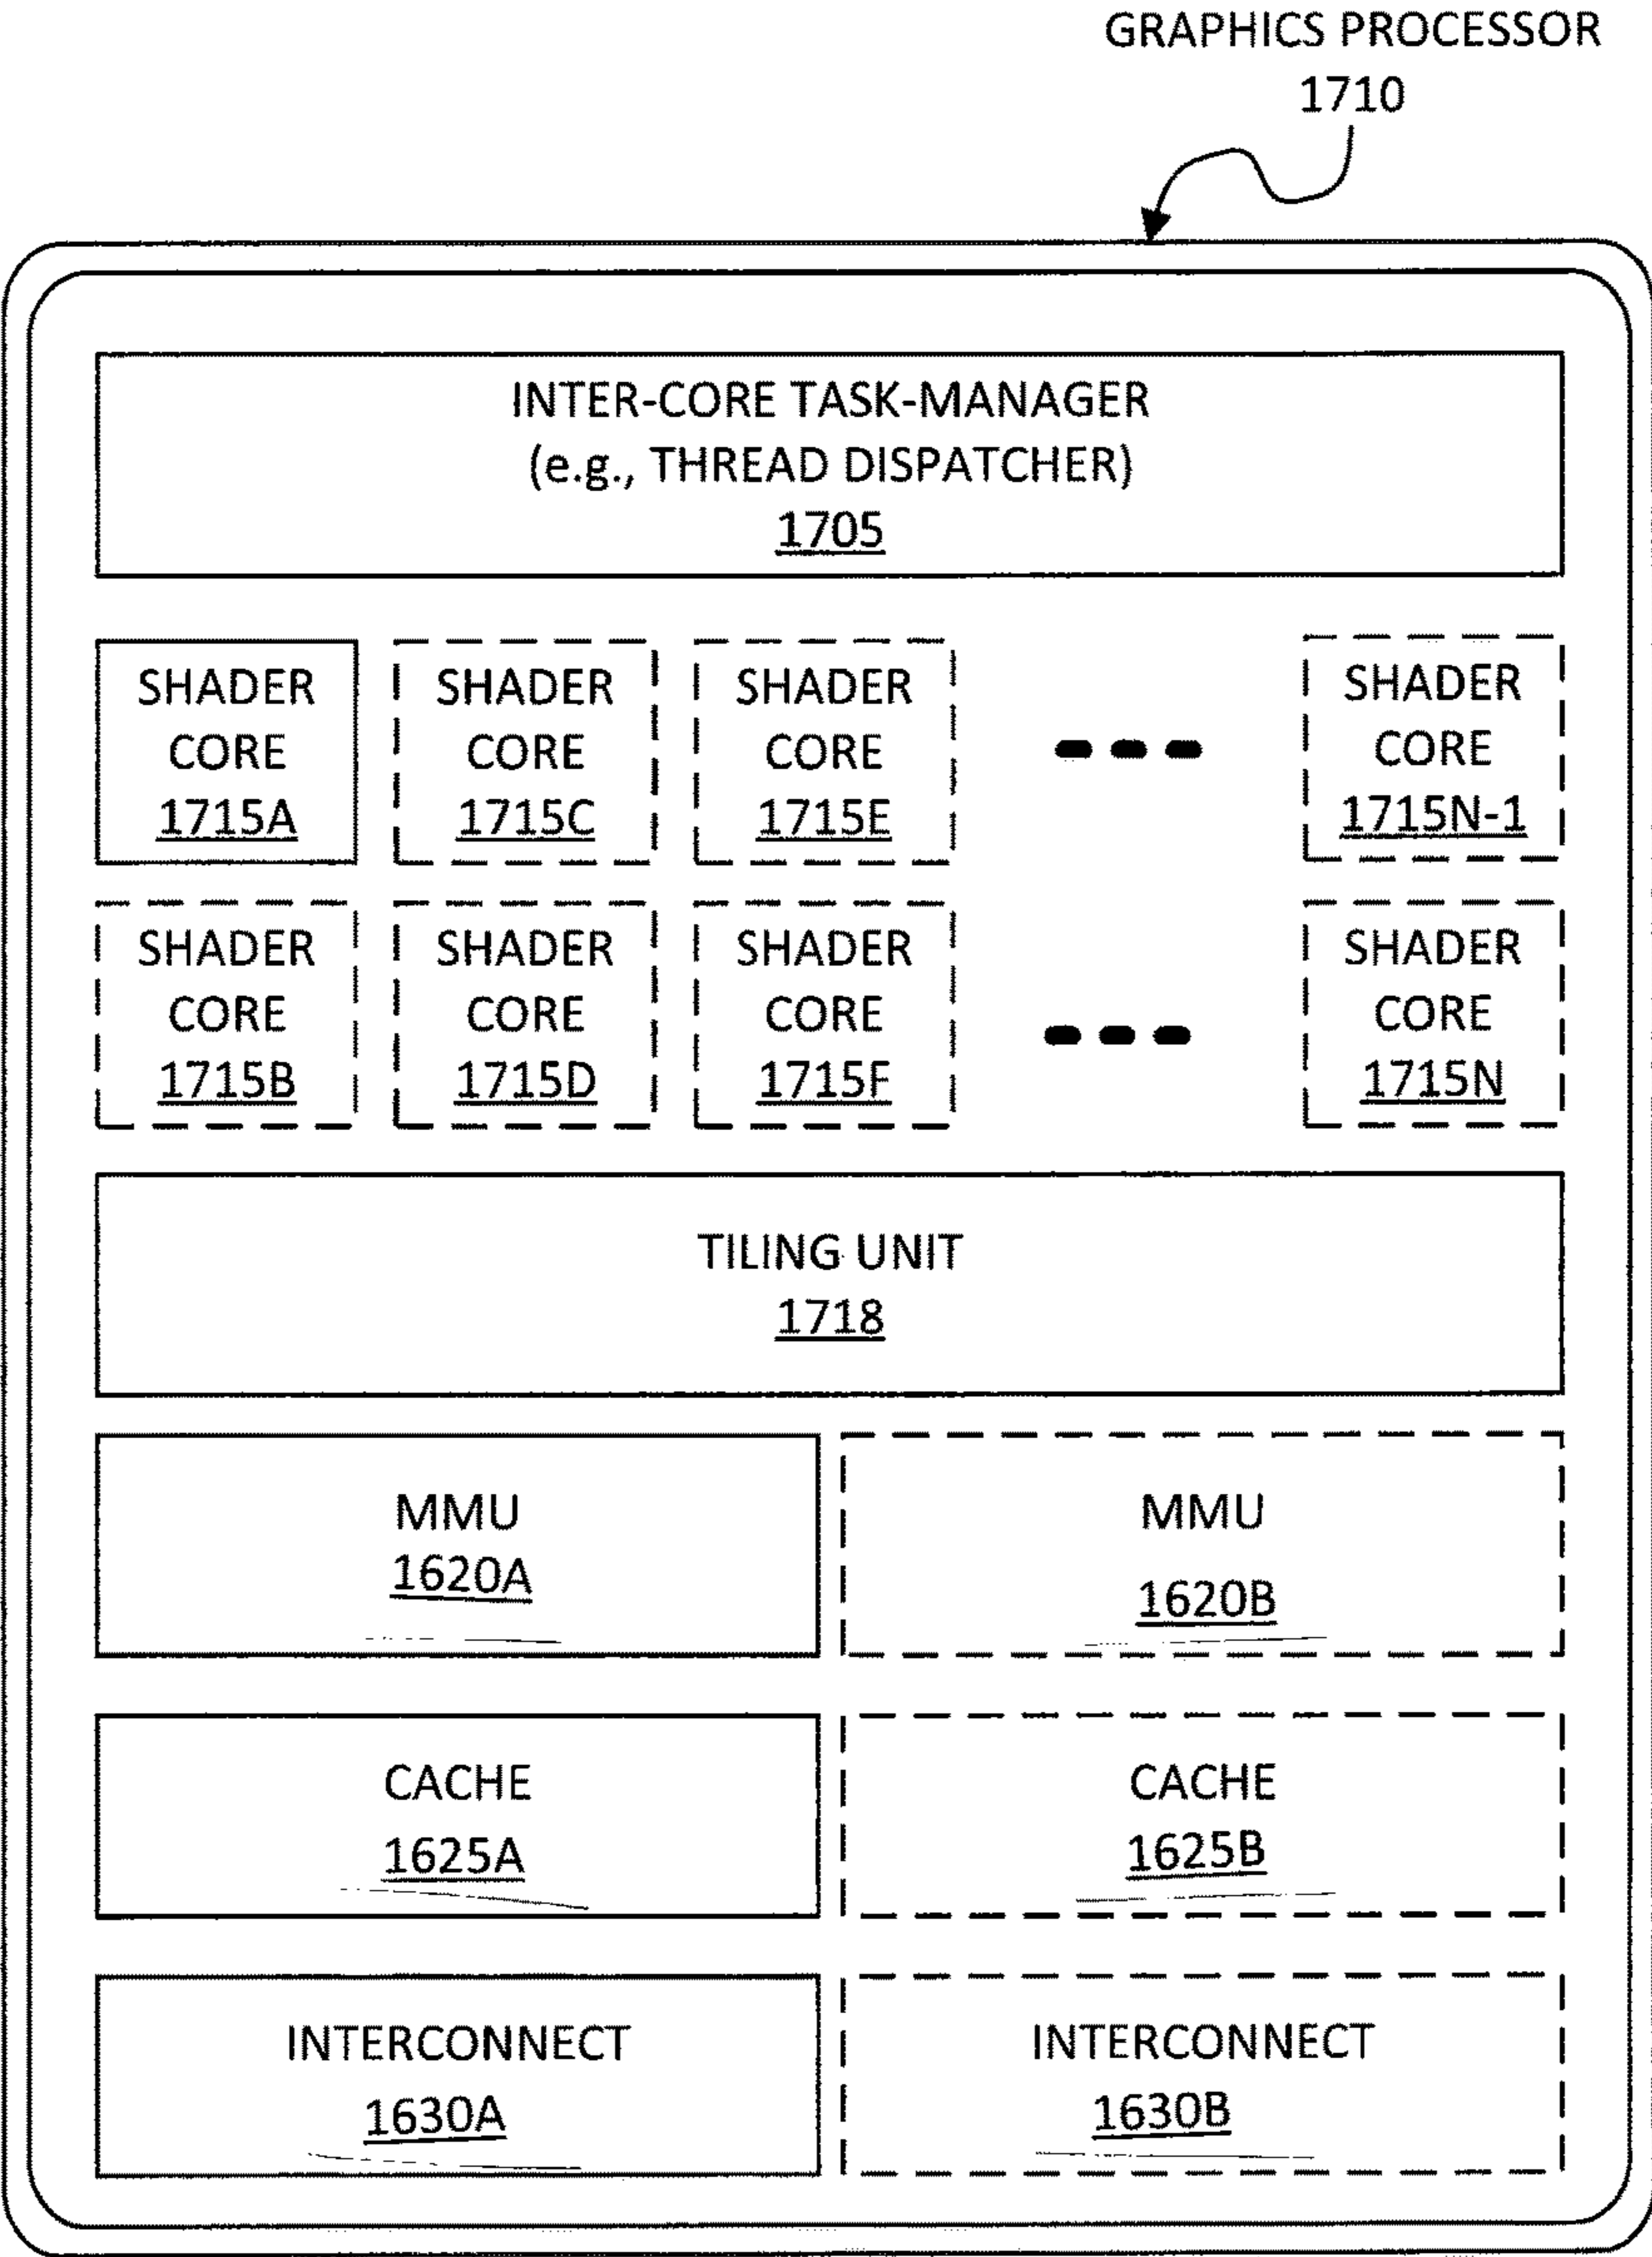 GRAPHICS PROCESSOR
1710
INTER-CORE TASK-MANAGER
(e.g., THREAD DISPATCHER)
1705
SHADER
CORE
1715A
SHADER
CORE
1715C
SHADER
CORE
1715E
SHADER
CORE
1715N-1
SHADER
CORE
1715B
SHADER
CORE
1715D
SHADER
CORE
1715F
SHADER
CORE
1715N
TILING UNIT
1718
MMU
1620A
MMU
1620B
CACHE
1625A
CACHE
1625B
INTERCONNECT
1630A
INTERCONNECT
1630B